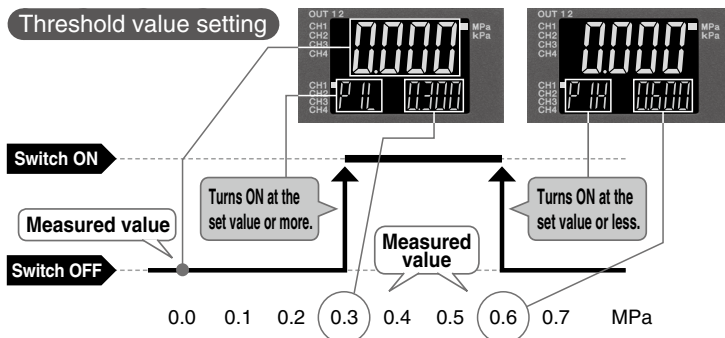 Threshold value setting
OUT 1 2
CH1
CH2
CH3
CH4
0.000
MPa
kPa
CH1
CH2
CH3
CH4
P1L
0.300
OUT 1 2
CH1
CH2
CH3
CH4
0.000
MPa
kPa
CH1
CH2
CH3
CH4
P1H
0.600
Switch ON
Turns ON at the
set value or more.
Turns ON at the
set value or less.
Measured value
Measured
value
Switch OFF
0.0 0.1 0.2 0.3 0.4 0.5 0.6 0.7 MPa